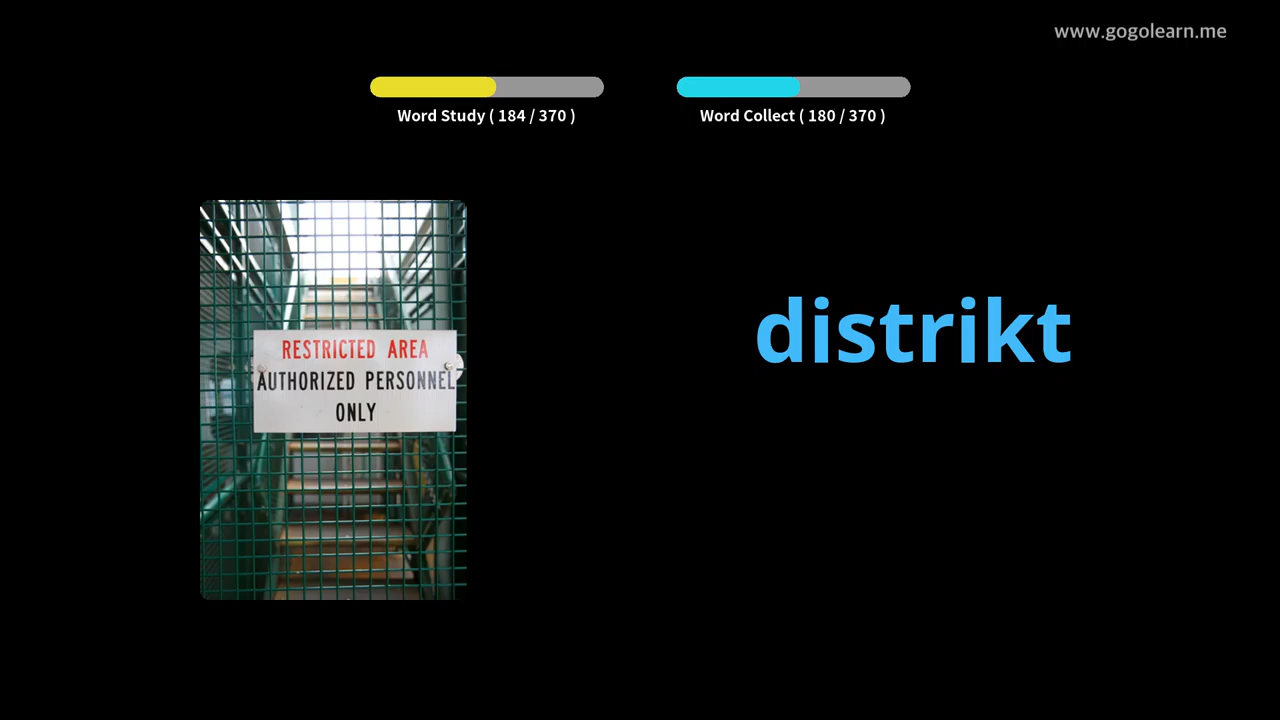 www.gogolearn.me
Word Study ( 184 / 370 )
Word Collect ( 180 / 370 )
RESTRICTED AREA
AUTHORIZED PERSONNEL
ONLY
distrikt